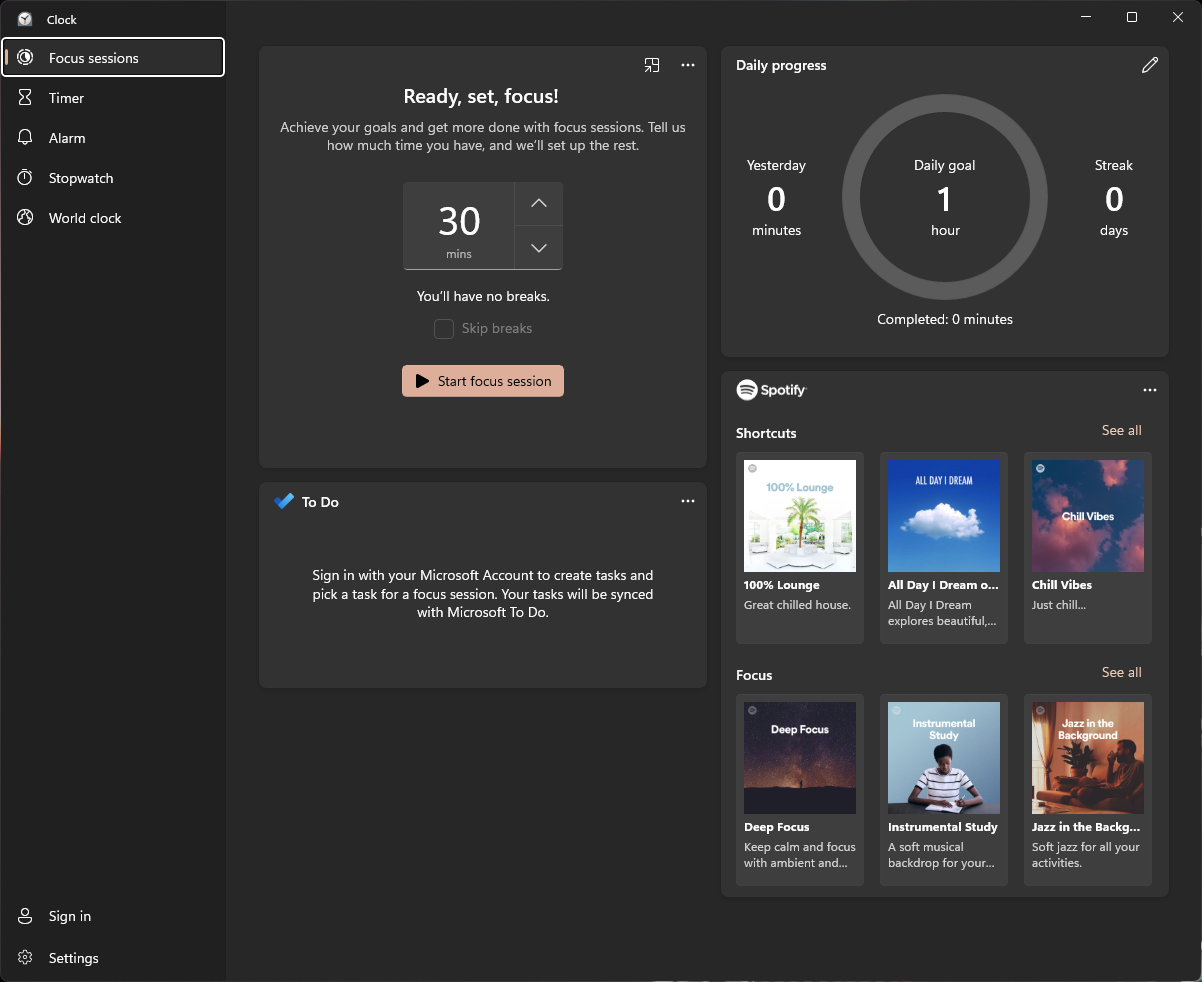 Clock
Focus sessions
Timer
Alarm
Stopwatch
World clock
Sign in
Settings
Ready, set, focus!
Achieve your goals and get more done with focus sessions. Tell us
how much time you have, and we’ll set up the rest.
30
mins
You’ll have no breaks.
Skip breaks
Start focus session
To Do
Sign in with your Microsoft Account to create tasks and
pick a task for a focus session. Your tasks will be synced
with Microsoft To Do.
Daily progress
Yesterday
0
minutes
Daily goal
1
hour
Streak
0
days
Completed: 0 minutes
Spotify
Shortcuts
See all
100% Lounge
100% Lounge
Great chilled house.
ALL DAY I DREAM
All Day I Dream o...
All Day I Dream
explores beautiful,...
Chill Vibes
Chill Vibes
Just chill...
Focus
See all
Deep Focus
Deep Focus
Keep calm and focus
with ambient and...
Instrumental
Study
Instrumental Study
A soft musical
backdrop for your...
Jazz in the
Background
Jazz in the Backg...
Soft jazz for all your
activities.